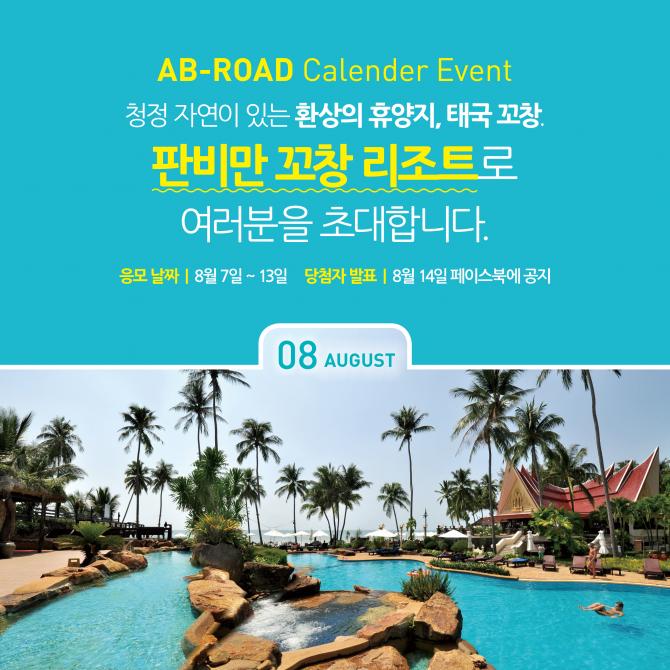 AB-ROAD Calender Event
청정 자연이 있는 환상의 휴양지, 태국 꼬창.
판비만 꼬창 리조트로
여러분을 초대합니다.
응모 날짜 | 8월 7일 ~ 13일 당첨자 발표 | 8월 14일 페이스북에 공지
08 AUGUST